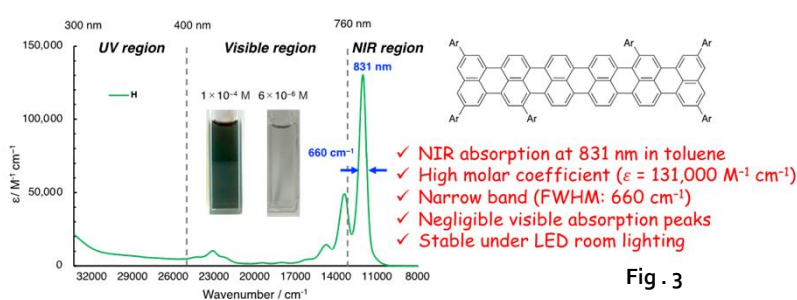 300 nm 400 nm 760 nm
UV region Visible region NIR region
831 nm
150,000
100,000
50,000
0
ε/ M⁻¹ cm⁻¹
H
1×10⁻⁴ M 6×10⁻⁶ M
660 cm⁻¹
32000 29000 26000 23000 20000 17000 14000 11000 8000
Wavenumber / cm⁻¹
Ar Ar Ar
Ar Ar Ar
✓ NIR absorption at 831 nm in toluene
✓ High molar coefficient (ε = 131,000 M⁻¹ cm⁻¹)
✓ Narrow band (FWHM: 660 cm⁻¹)
✓ Negligible visible absorption peaks
✓ Stable under LED room lighting
Fig. 3